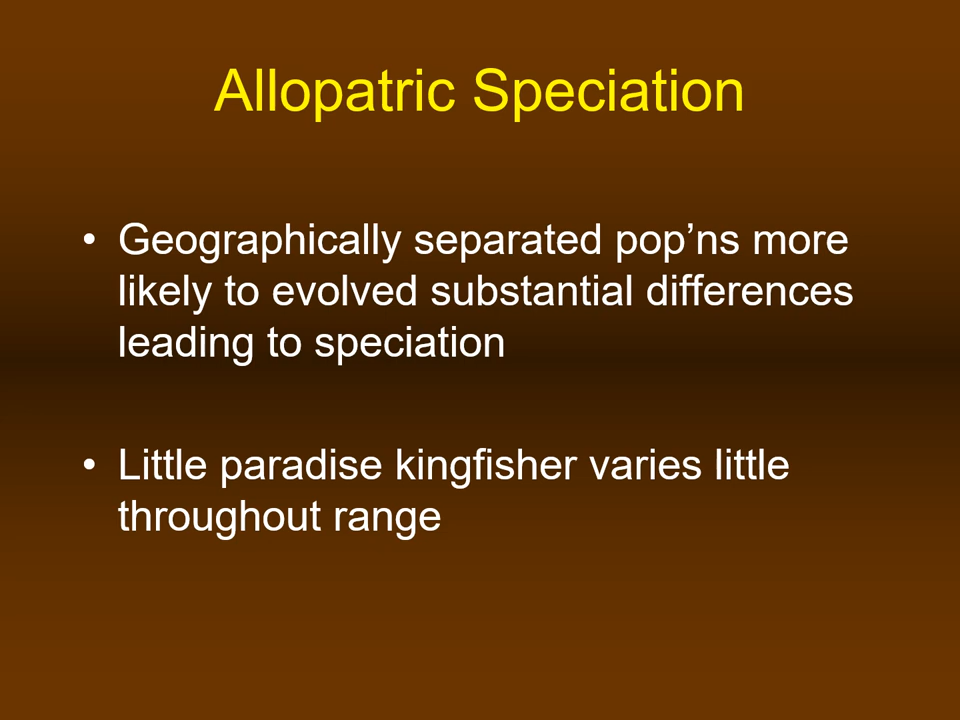 Allopatric Speciation
• Geographically separated pop’ns more
likely to evolved substantial differences
leading to speciation
• Little paradise kingfisher varies little
throughout range